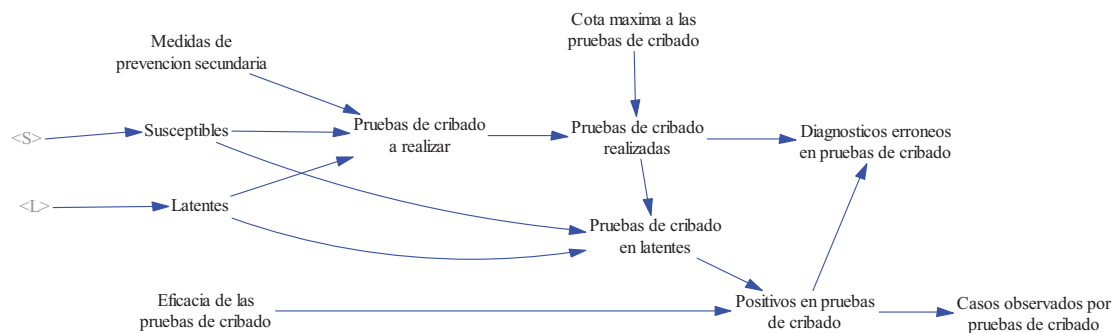 Cota maxima a las
pruebas de cribado
Medidas de
prevencion secundaria
<S>
Susceptibles
Pruebas de cribado
a realizar
Pruebas de cribado
realizadas
Diagnosticos erroneos
en pruebas de cribado
<L>
Latentes
Pruebas de cribado
en latentes
Eficacia de las
pruebas de cribado
Positivos en pruebas
de cribado
Casos observados por
pruebas de cribado